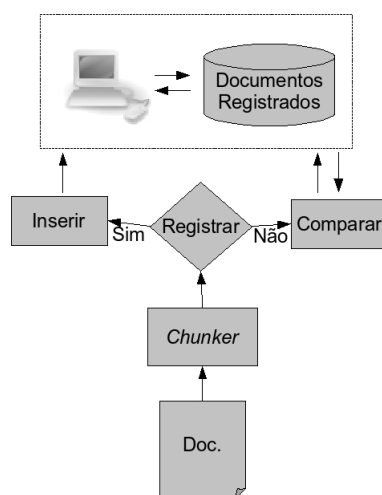 Documentos
Registrados
Inserir
Sim
Registrar
Não
Comparar
Chunker
Doc.